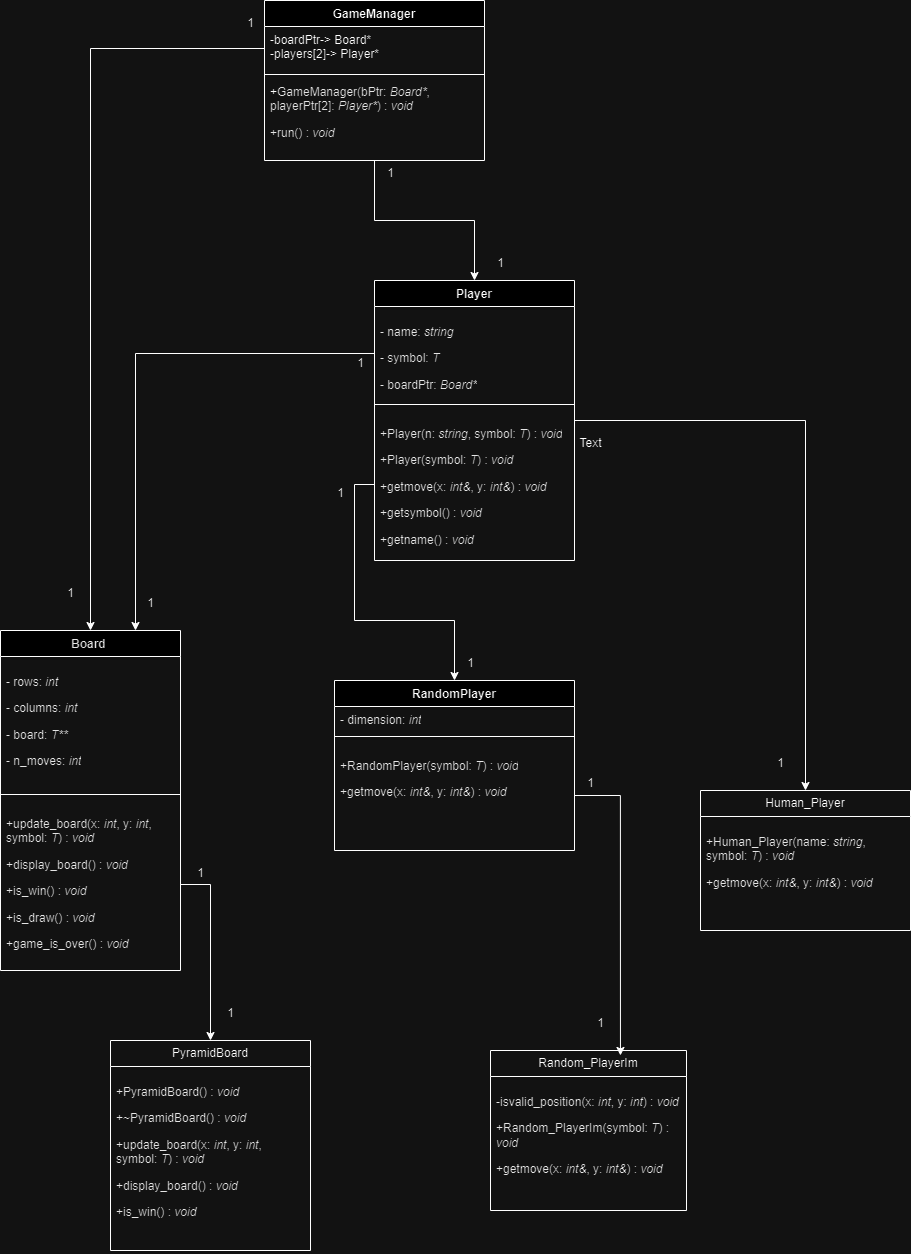 GameManager
1
-boardPtr-> Board*
-players[2]-> Player*
+GameManager(bPtr: Board*,
playerPtr[2]: Player*) : void
+run() : void
1
1
Player
- name: string
- symbol: T
- boardPtr: Board*
1
+Player(n: string, symbol: T) : void
+Player(symbol: T) : void
+getmove(x: int&, y: int&) : void
+getsymbol() : void
+getname() : void
Text
1
1
1
Board
- rows: int
- columns: int
- board: T**
- n_moves: int
+update_board(x: int, y: int,
symbol: T) : void
+display_board() : void
+is_win() : void
+is_draw() : void
+game_is_over() : void
1
RandomPlayer
- dimension: int
+RandomPlayer(symbol: T) : void
+getmove(x: int&, y: int&) : void
1
1
Human_Player
+Human_Player(name: string,
symbol: T) : void
+getmove(x: int&, y: int&) : void
1
1
PyramidBoard
+PyramidBoard() : void
+~PyramidBoard() : void
+update_board(x: int, y: int,
symbol: T) : void
+display_board() : void
+is_win() : void
1
Random_PlayerIm
-isvalid_position(x: int, y: int) : void
+Random_PlayerIm(symbol: T) :
void
+getmove(x: int&, y: int&) : void